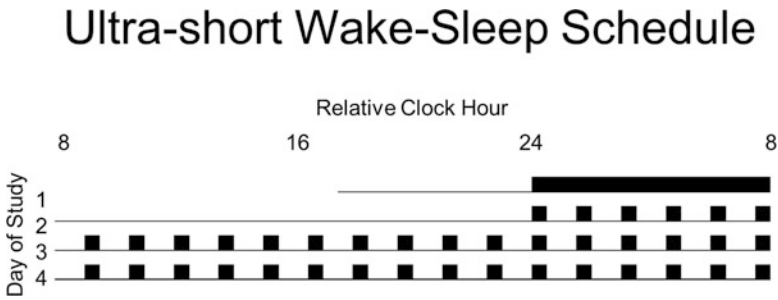 Ultra-short Wake-Sleep Schedule
Relative Clock Hour
8 16 24 8
Day of Study
1
2
3
4